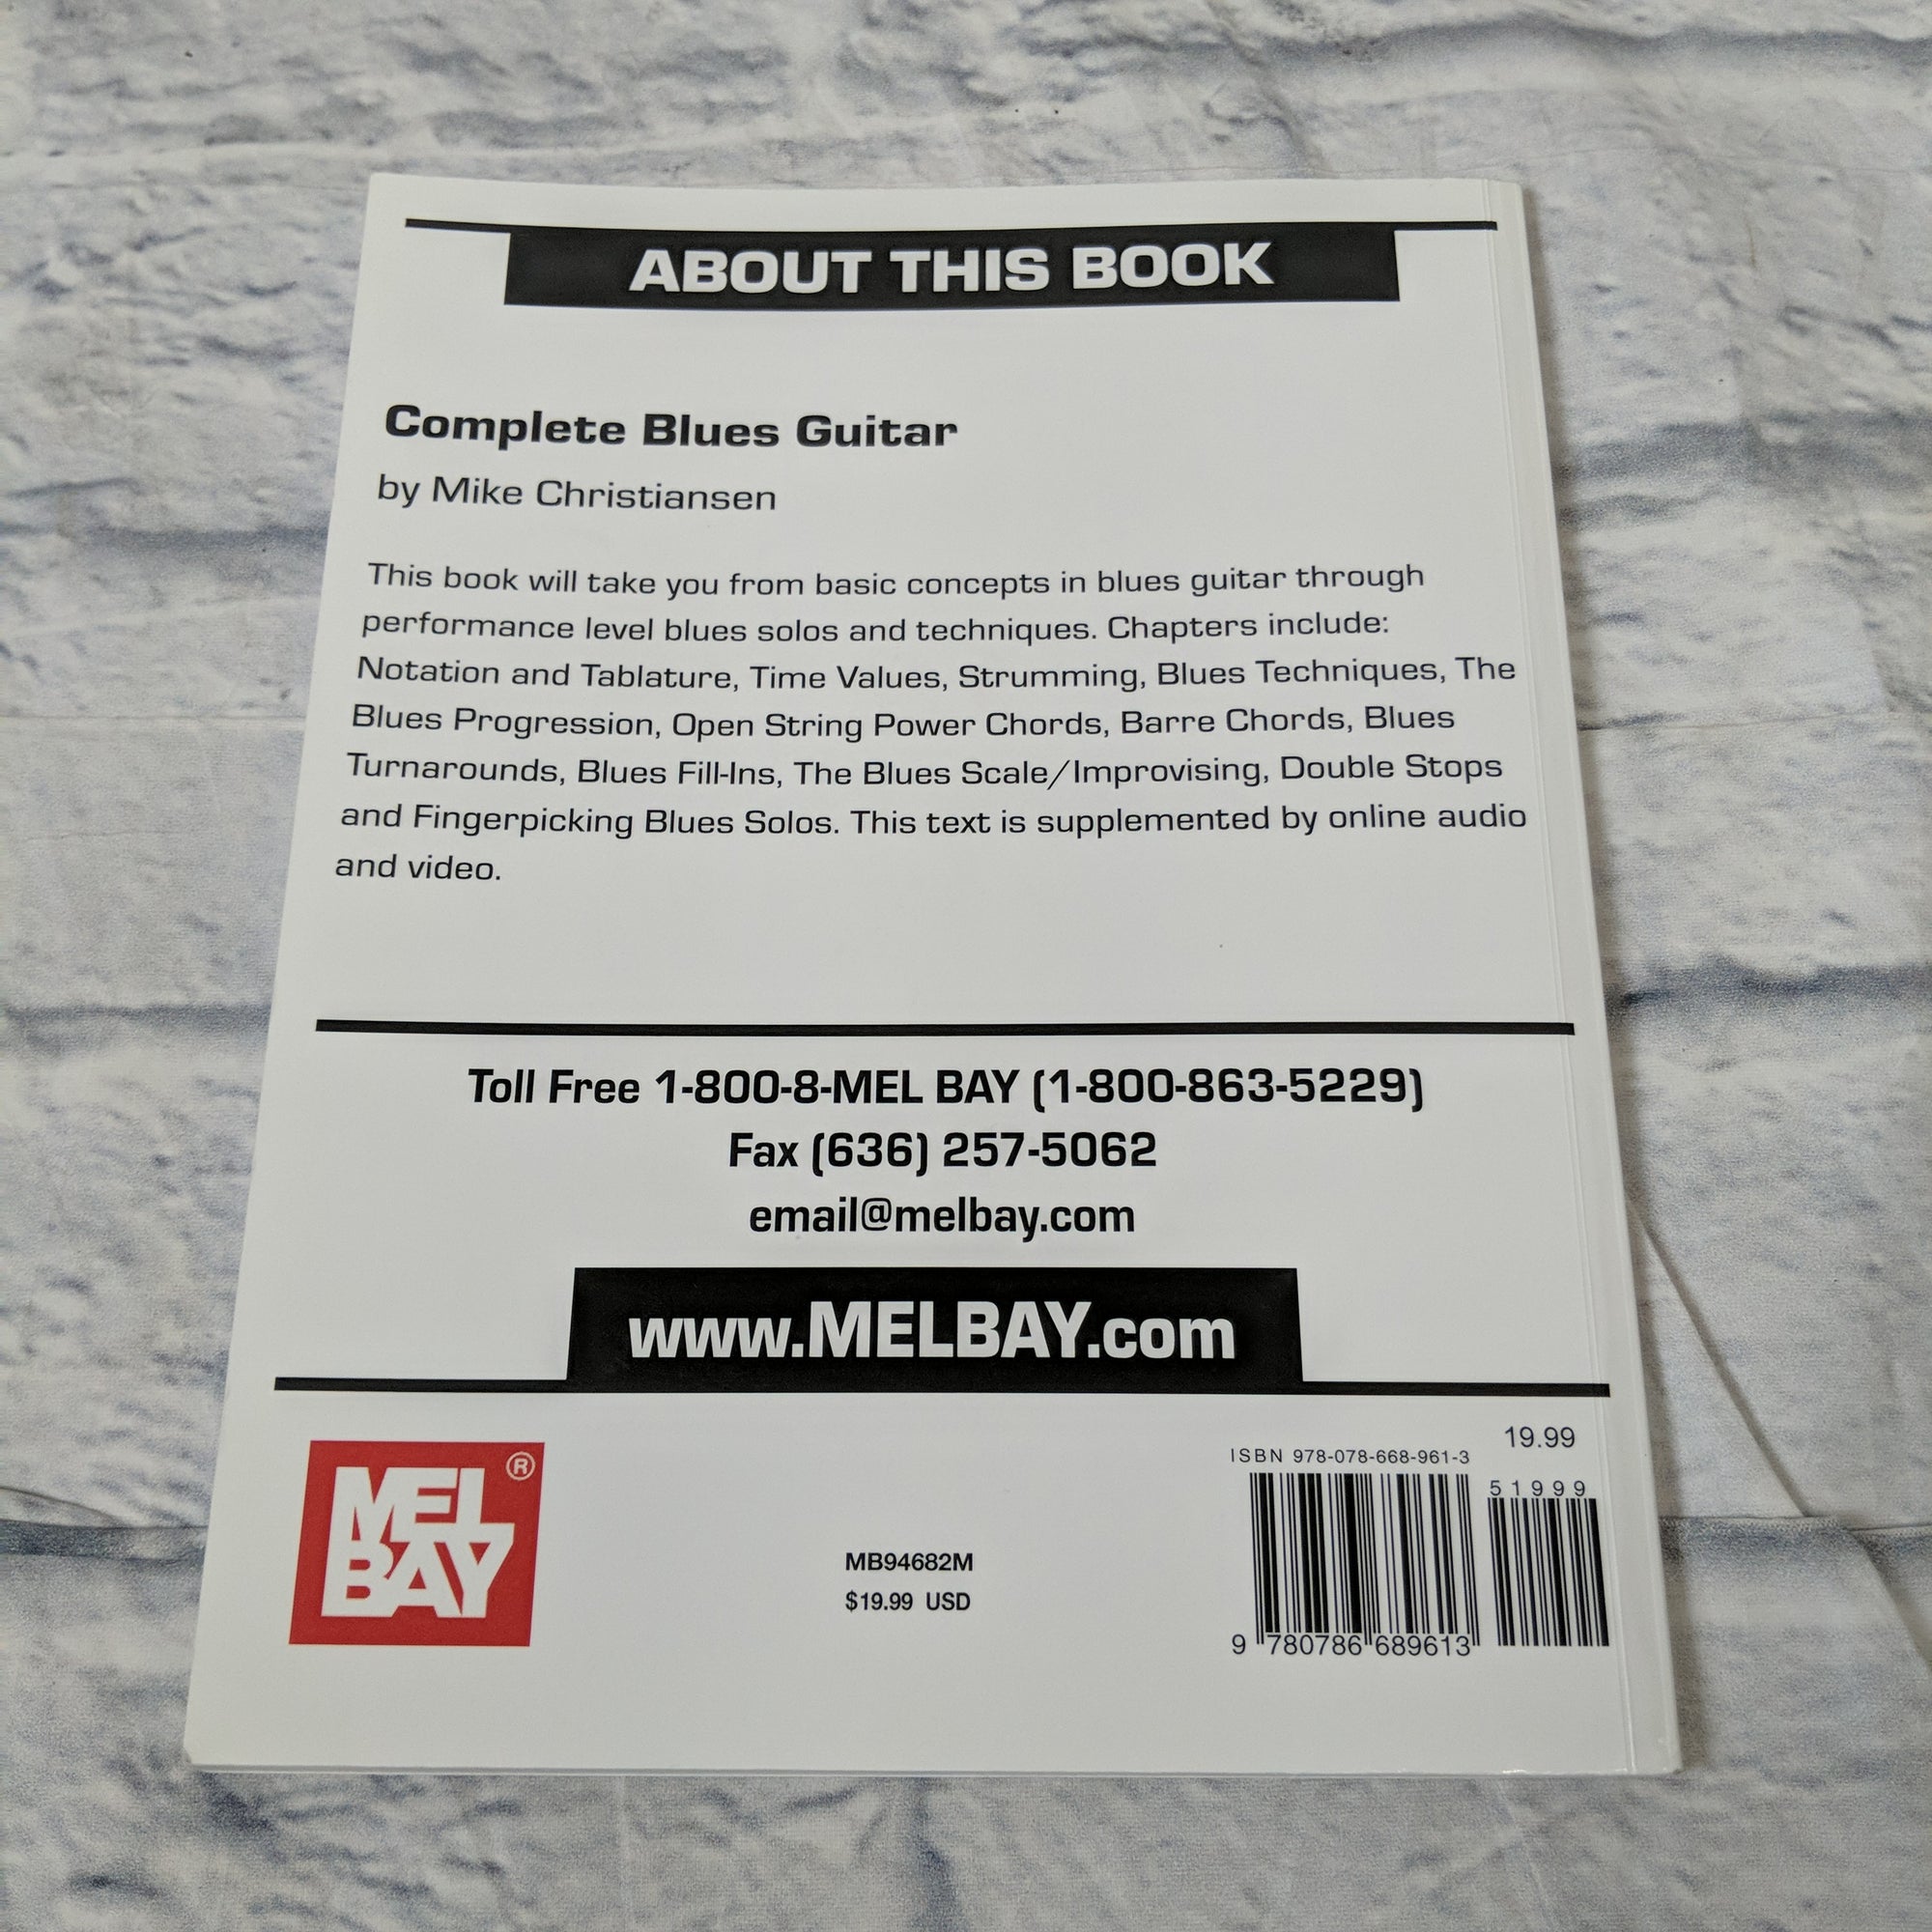 ABOUT THIS BOOK
Complete Blues Guitar
by Mike Christiansen
This book will take you from basic concepts in blues guitar through
performance level blues solos and techniques. Chapters include:
Notation and Tablature, Time Values, Strumming, Blues Techniques, The
Blues Progression, Open String Power Chords, Barre Chords, Blues
Turnarounds, Blues Fill-Ins, The Blues Scale/Improvising, Double Stops
and Fingerpicking Blues Solos. This text is supplemented by online audio
and video.
Toll Free 1-800-8-MEL BAY (1-800-863-5229)
Fax (636) 257-5062
email@melbay.com
www.MELBAY.com
MEL ®
BAY
MB94682M
$19.99 USD
19.99
ISBN 978-078-668-961-3
51999
9 780786 689613